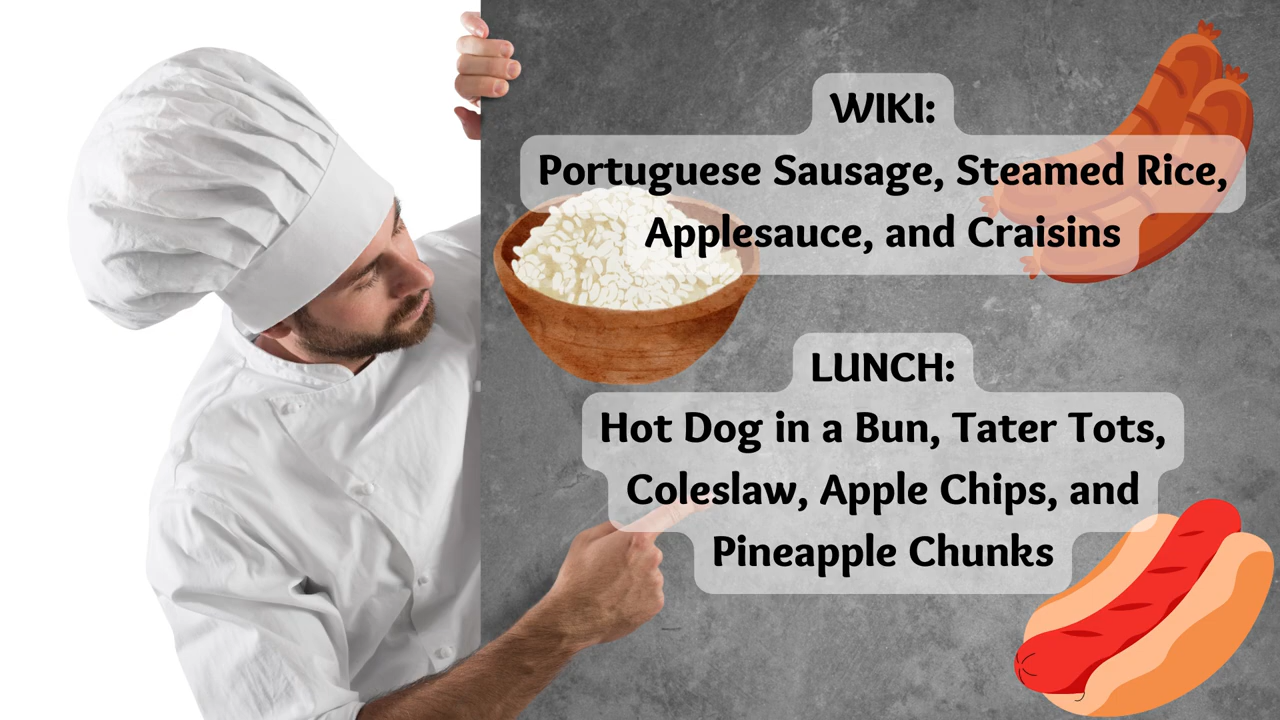 WIKI:
Portuguese Sausage, Steamed Rice,
Applesauce, and Craisins
LUNCH:
Hot Dog in a Bun, Tater Tots,
Coleslaw, Apple Chips, and
Pineapple Chunks